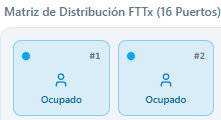 Matriz de Distribución FTTx (16 Puertos)
#1 #2
Ocupado Ocupado